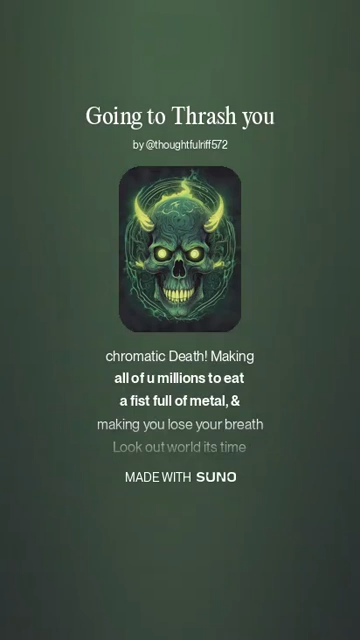 Going to Thrash you
by @thoughtfulriff572
chromatic Death! Making
all of u millions to eat
a fist full of metal, &
making you lose your breath
Look out world its time
MADE WITH SUNO